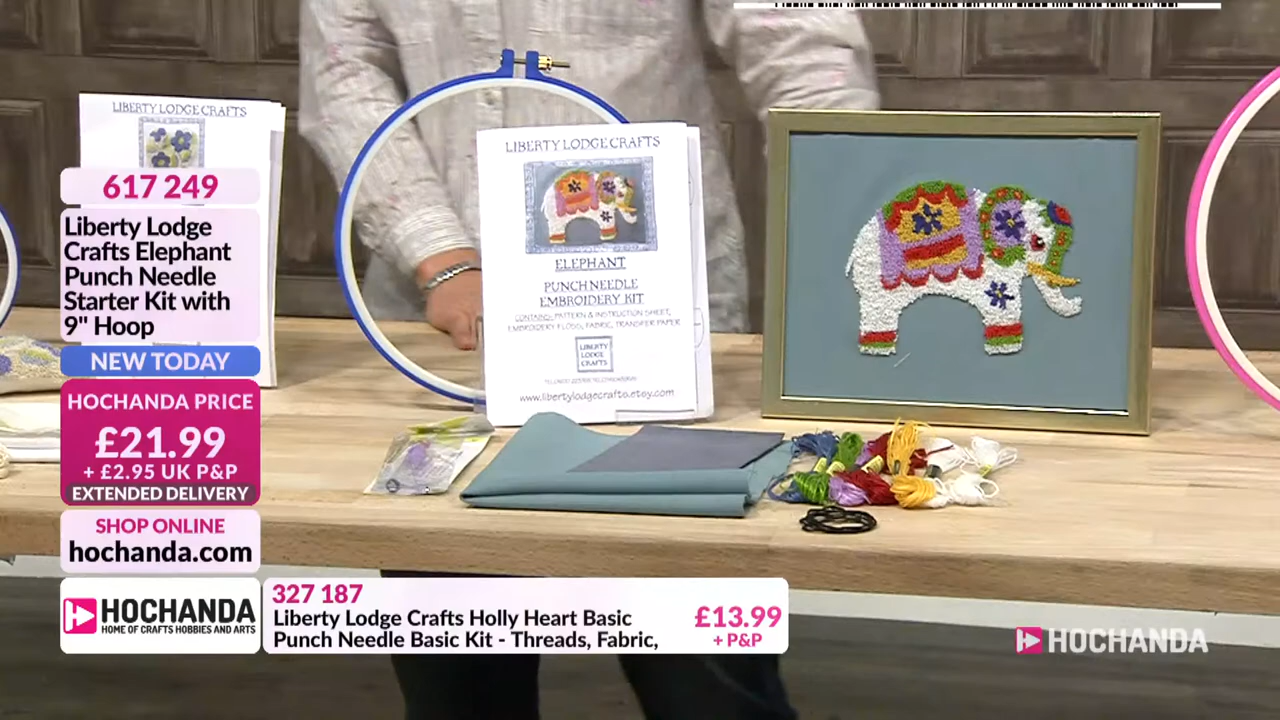 LIBERTY LODGE CRAFTS
617 249
Liberty Lodge
Crafts Elephant
Punch Needle
Starter Kit with
9" Hoop
NEW TODAY
HOCHANDA PRICE
£21.99
+ £2.95 UK P&P
EXTENDED DELIVERY
SHOP ONLINE
hochanda.com
LIBERTY LODGE CRAFTS
ELEPHANT
PUNCH NEEDLE
EMBROIDERY KIT
CONTAINS: PATTERN & INSTRUCTION SHEET,
EMBROIDERY FLOSS, FABRIC, TRANSFER PAPER
LIBERTY
LODGE
CRAFTS
www.libertylodgecrafts.etsy.com
HOCHANDA
HOME OF CRAFTS HOBBIES AND ARTS
327 187
Liberty Lodge Crafts Holly Heart Basic
Punch Needle Basic Kit - Threads, Fabric,
£13.99
+ P&P
HOCHANDA